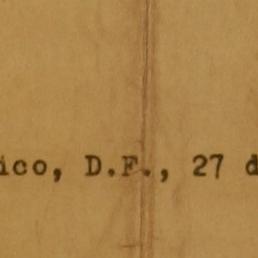 ico, D.F., 27 d